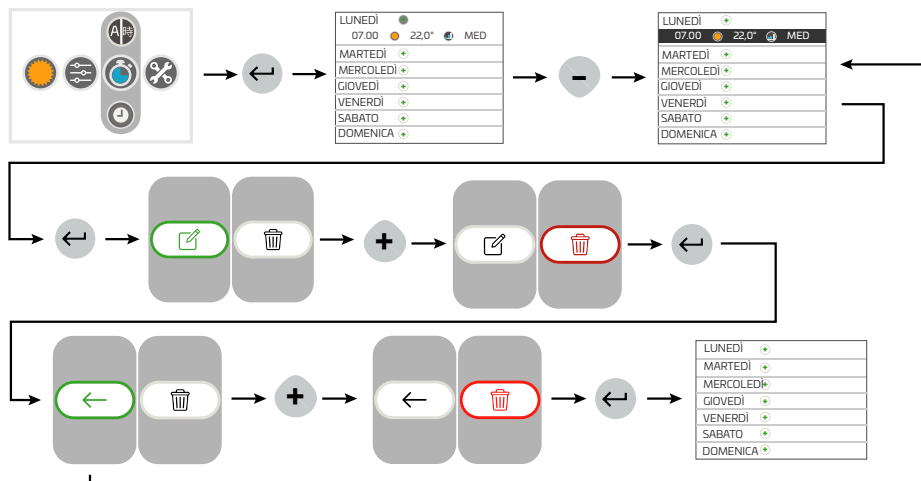 A 時
LUNEDÌ
07.00 22,0° MED
MARTEDÌ
MERCOLEDÌ
GIOVEDÌ
VENERDÌ
SABATO
DOMENICA
LUNEDÌ
07.00 22,0° MED
MARTEDÌ
MERCOLEDÌ
GIOVEDÌ
VENERDÌ
SABATO
DOMENICA
LUNEDÌ
MARTEDÌ
MERCOLEDÌ
GIOVEDÌ
VENERDÌ
SABATO
DOMENICA